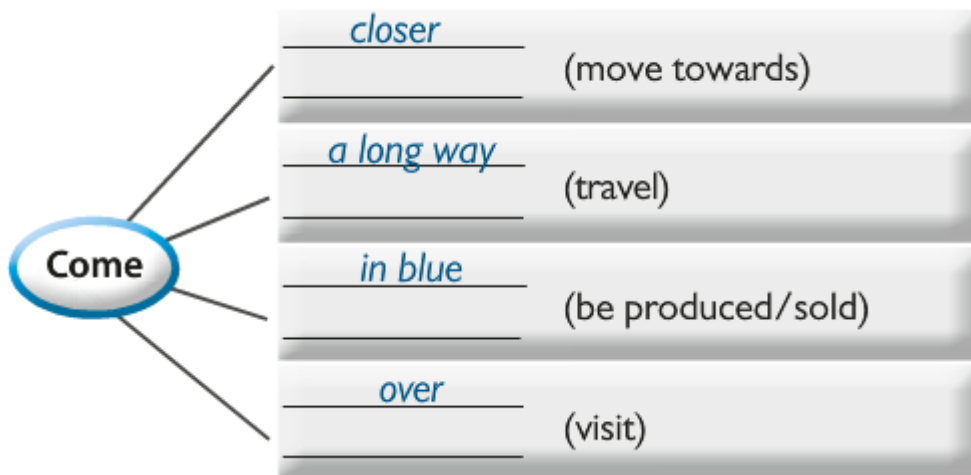 closer
(move towards)
a long way
(travel)
Come
in blue
(be produced/sold)
over
(visit)